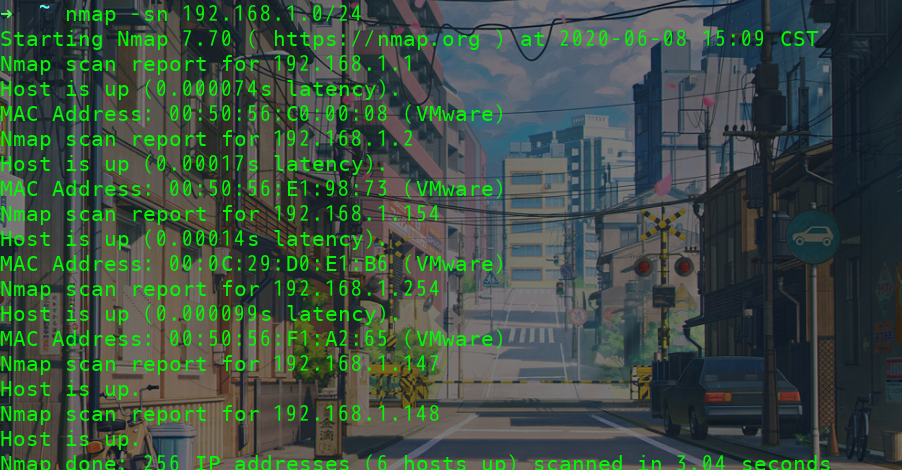 → ~ nmap -sn 192.168.1.0/24
Starting Nmap 7.70 ( https://nmap.org ) at 2020-06-08 15:09 CST
Nmap scan report for 192.168.1.1
Host is up (0.000074s latency).
MAC Address: 00:50:56:C0:00:08 (VMware)
Nmap scan report for 192.168.1.2
Host is up (0.00017s latency).
MAC Address: 00:50:56:E1:98:73 (VMware)
Nmap scan report for 192.168.1.154
Host is up (0.00014s latency).
MAC Address: 00:0C:29:D0:E1:B6 (VMware)
Nmap scan report for 192.168.1.254
Host is up (0.000099s latency).
MAC Address: 00:50:56:F1:A2:65 (VMware)
Nmap scan report for 192.168.1.147
Host is up.
Nmap scan report for 192.168.1.148
Host is up.
Nmap done: 256 IP addresses (6 hosts up) scanned in 3.04 seconds